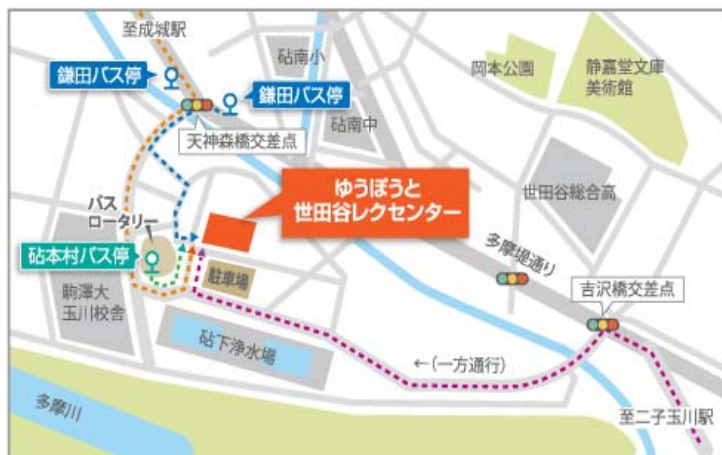 至成城駅
鎌田バス停
鎌田バス停
天神森橋交差点
砧南小
砧南中
岡本公園
静嘉堂文庫
美術館
ゆうぽうと
世田谷レクセンター
世田谷総合高
バス
ロータリー
砧本村バス停
駐車場
多摩堤通り
吉沢橋交差点
駒澤大
玉川校舎
砧下浄水場
←(一方通行)
多摩川
至二子玉川駅